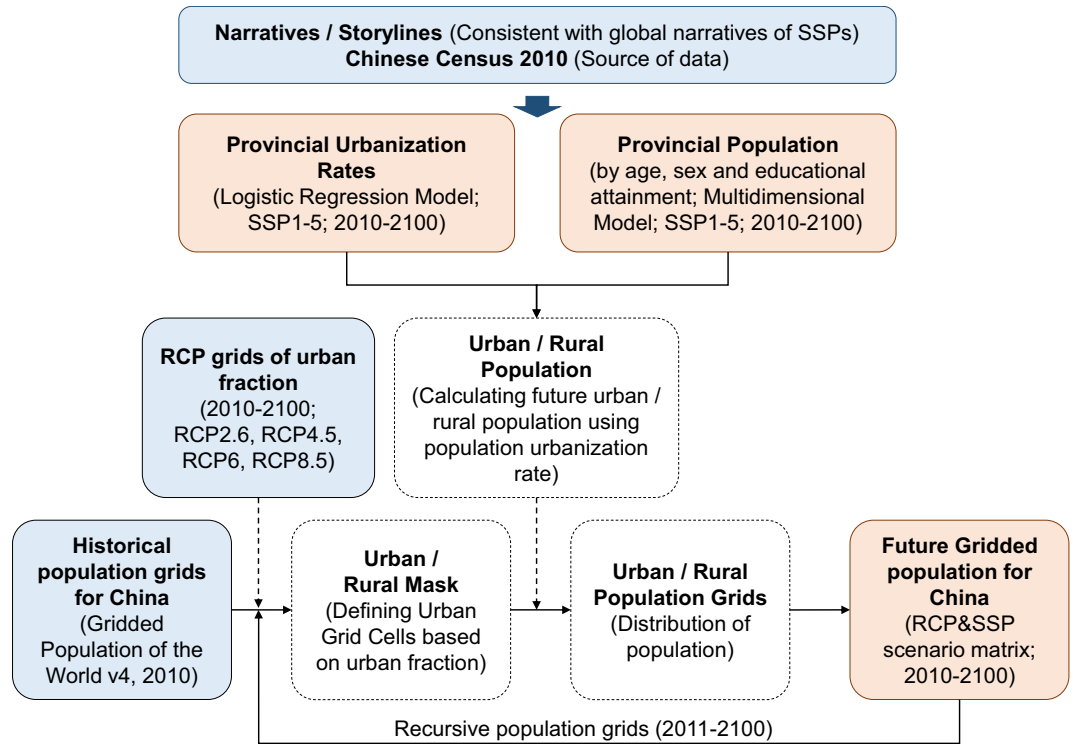 Narratives / Storylines (Consistent with global narratives of SSPs)
Chinese Census 2010 (Source of data)
Provincial Urbanization
Rates
(Logistic Regression Model;
SSP1-5; 2010-2100)
Provincial Population
(by age, sex and educational
attainment; Multidimensional
Model; SSP1-5; 2010-2100)
RCP grids of urban
fraction
(2010-2100;
RCP2.6, RCP4.5,
RCP6, RCP8.5)
Urban / Rural
Population
(Calculating future urban /
rural population using
population urbanization
rate)
Historical
population grids
for China
(Gridded
Population of the
World v4, 2010)
Urban /
Rural Mask
(Defining Urban
Grid Cells based
on urban fraction)
Urban / Rural
Population Grids
(Distribution of
population)
Future Gridded
population for
China
(RCP&SSP
scenario matrix;
2010-2100)
Recursive population grids (2011-2100)